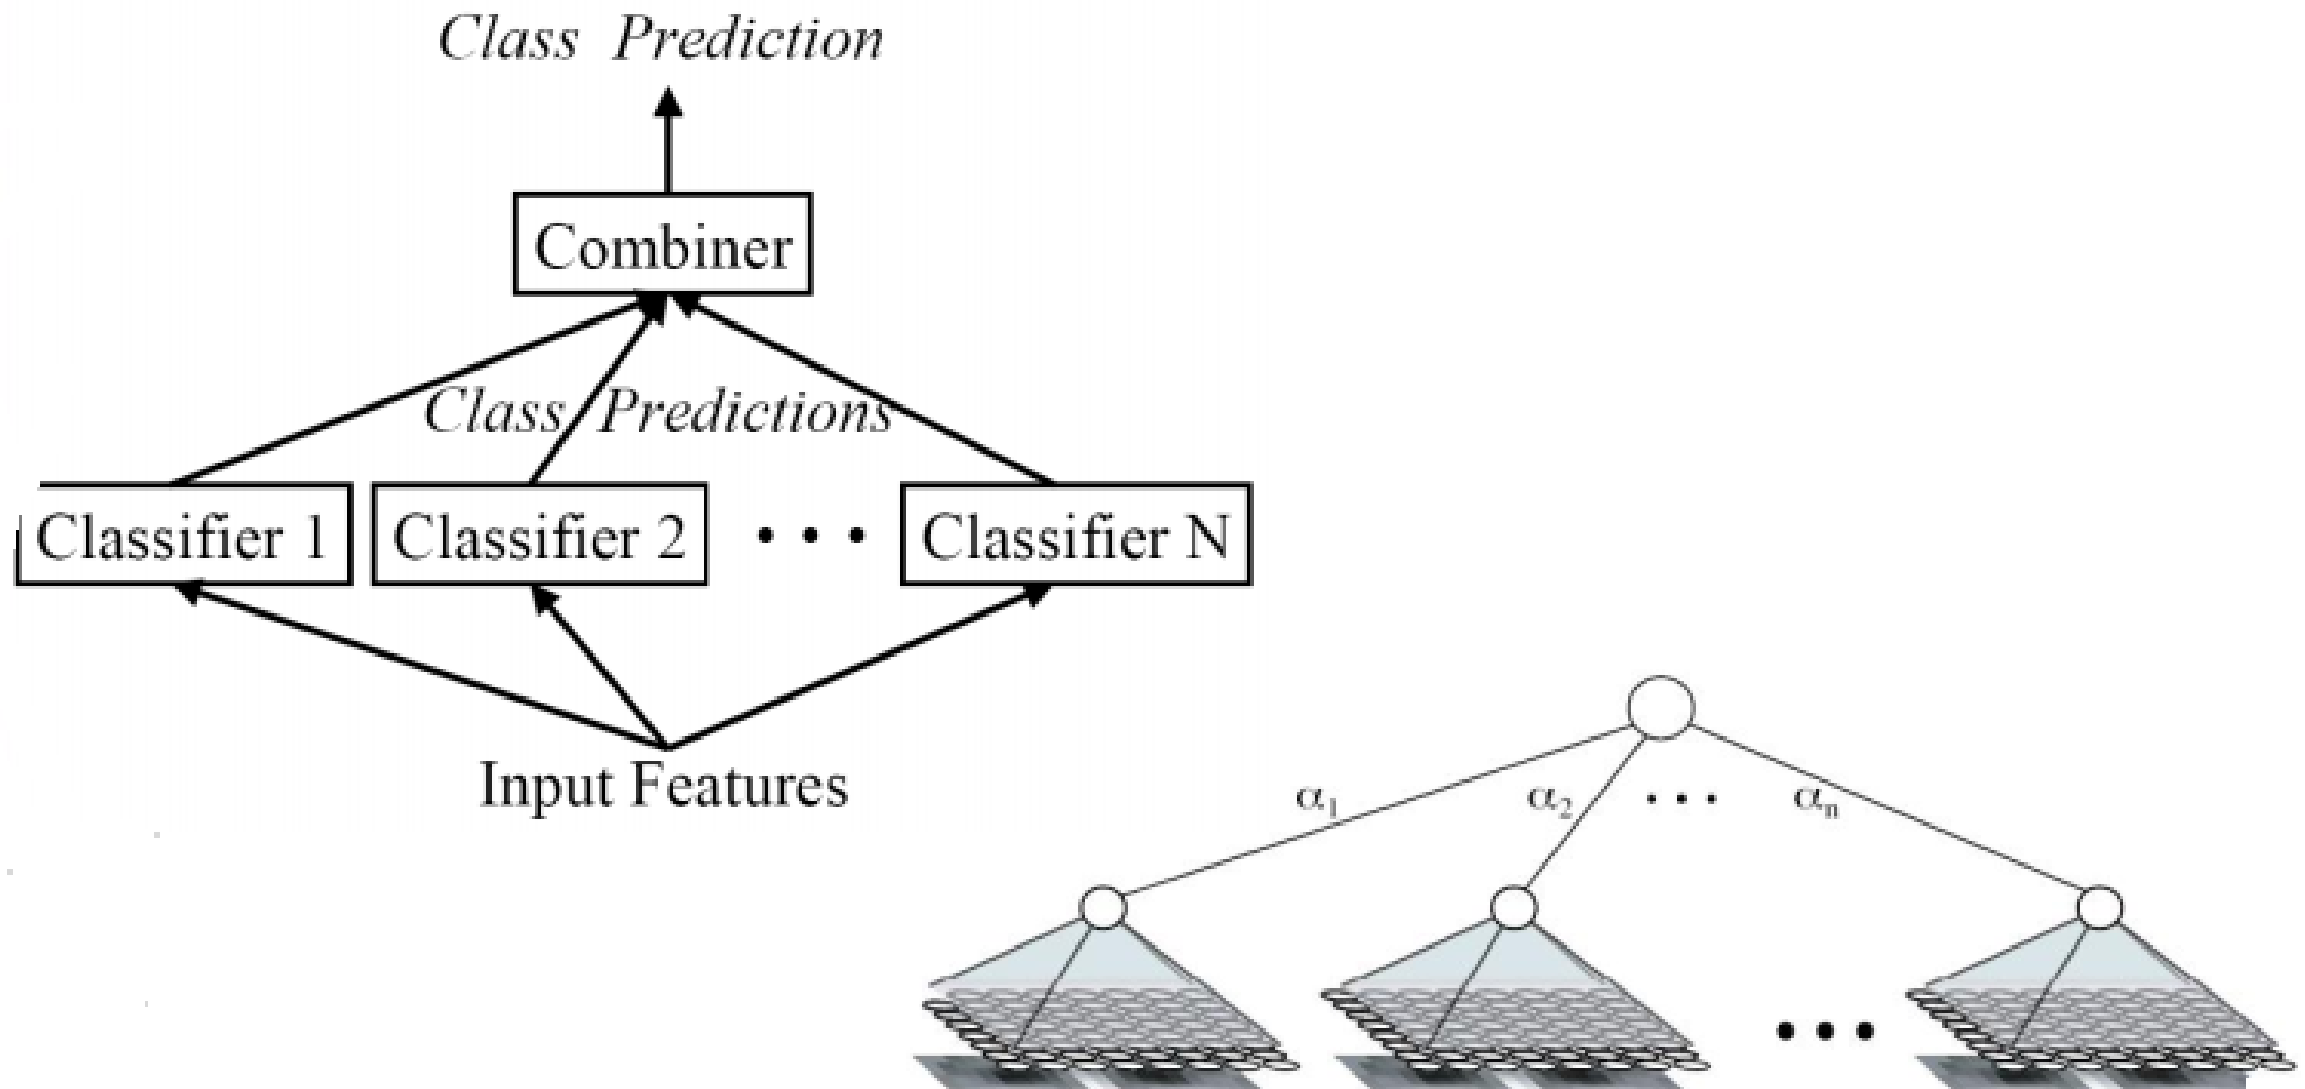 Class Prediction
Combiner
Class Predictions
Classifier 1 Classifier 2 • • • Classifier N
Input Features
α₁ α₂ • • • αₙ
• • •